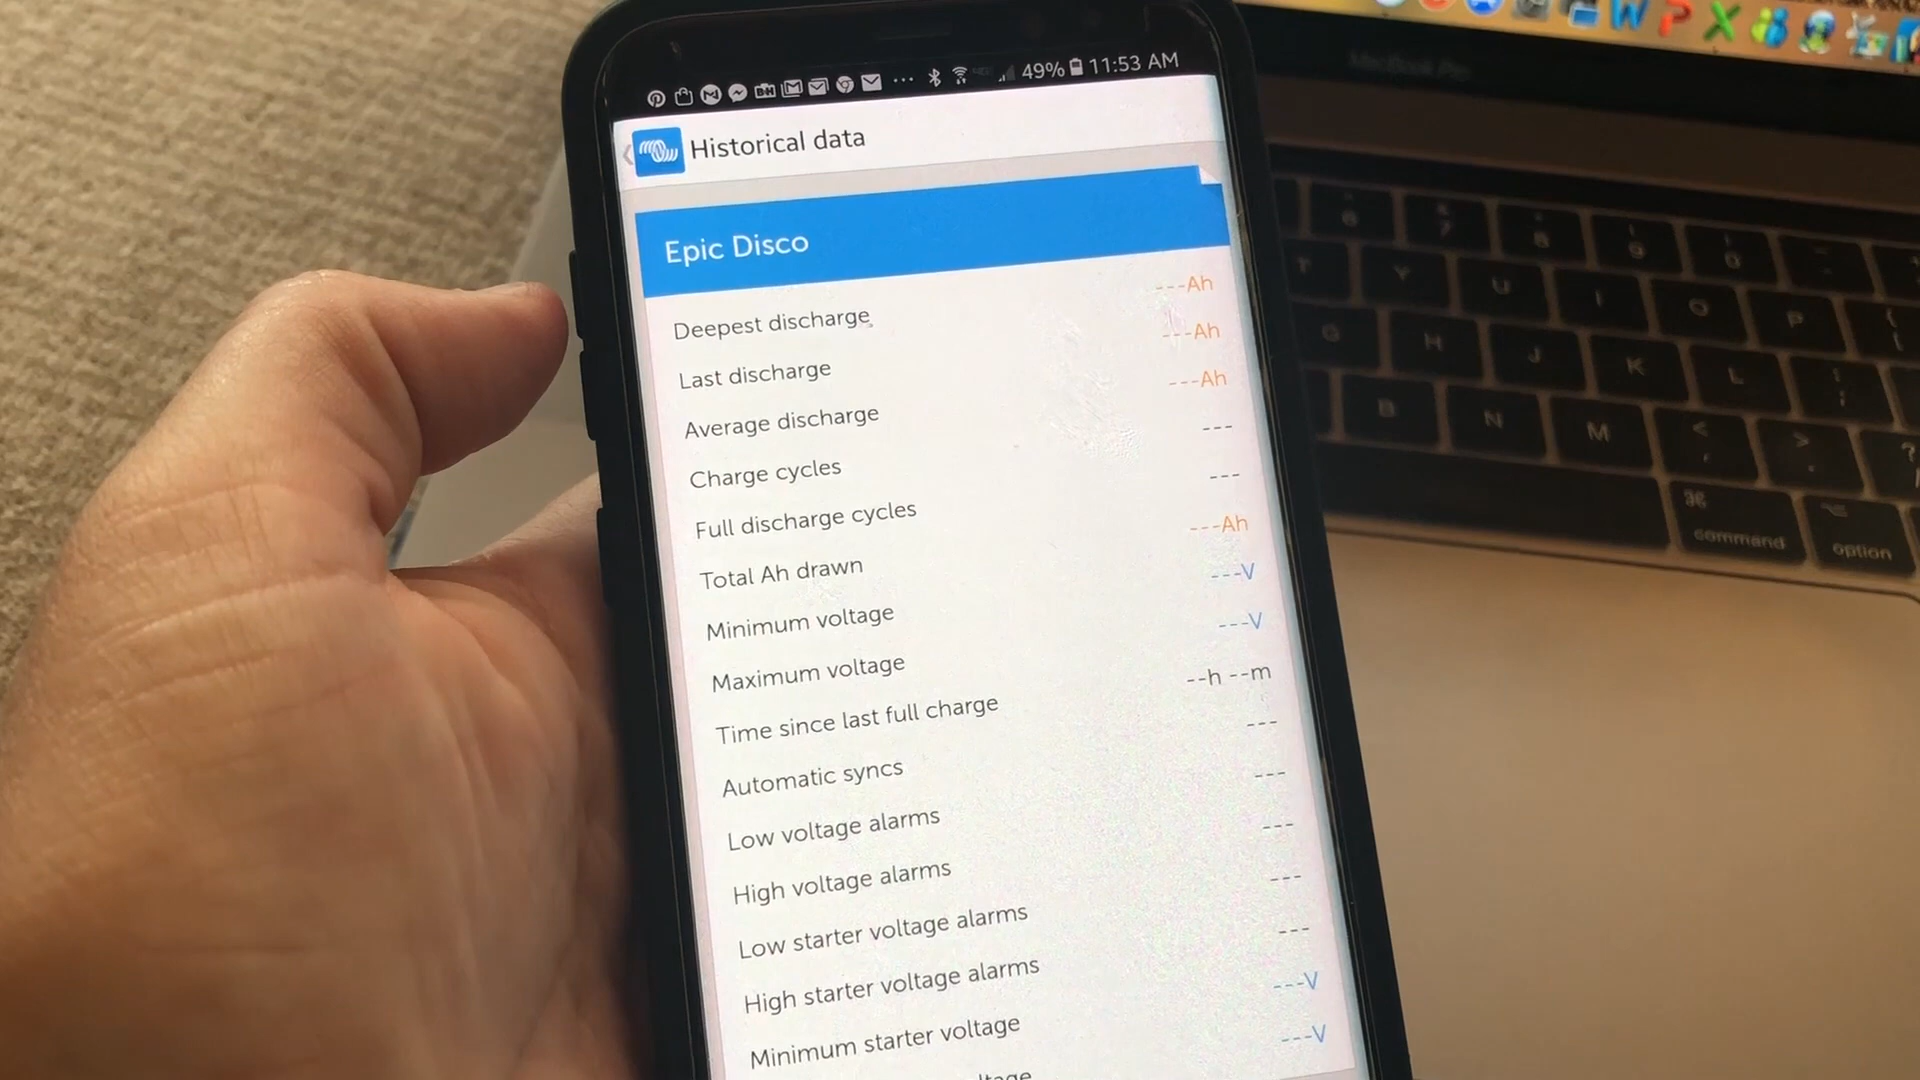 49% 11:53 AM
Historical data
Epic Disco
Deepest discharge ---Ah
Last discharge ---Ah
Average discharge ---Ah
Charge cycles ---
Full discharge cycles ---
Total Ah drawn ---Ah
Minimum voltage ---V
Maximum voltage ---V
Time since last full charge --h --m
Automatic syncs ---
Low voltage alarms ---
High voltage alarms ---
Low starter voltage alarms ---
High starter voltage alarms ---
Minimum starter voltage ---V
---V
MacBook Pro
T Y U I O P
G H J K L
B N M < >
command option